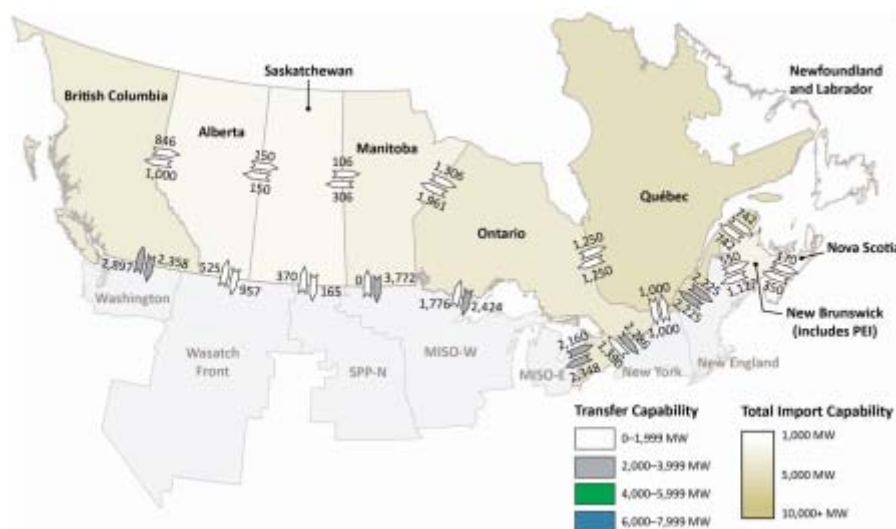 Saskatchewan
Newfoundland
and Labrador
British Columbia
Alberta
Manitoba
846
1,000
150
106
306
1,306
1,961
Québec
Ontario
1,250
1,250
Nova Scotia
370
350
New Brunswick
(includes PEI)
2,897
2,358
525
957
370
165
0
3,772
1,776
2,424
1,000
2,160
2,348
Washington
Wasatch
Front
SPP-N
MISO-W
MISO-E
New York
New England
Transfer Capability
0–1,999 MW
2,000–3,999 MW
4,000–5,999 MW
6,000–7,999 MW
Total Import Capability
1,000 MW
5,000 MW
10,000+ MW